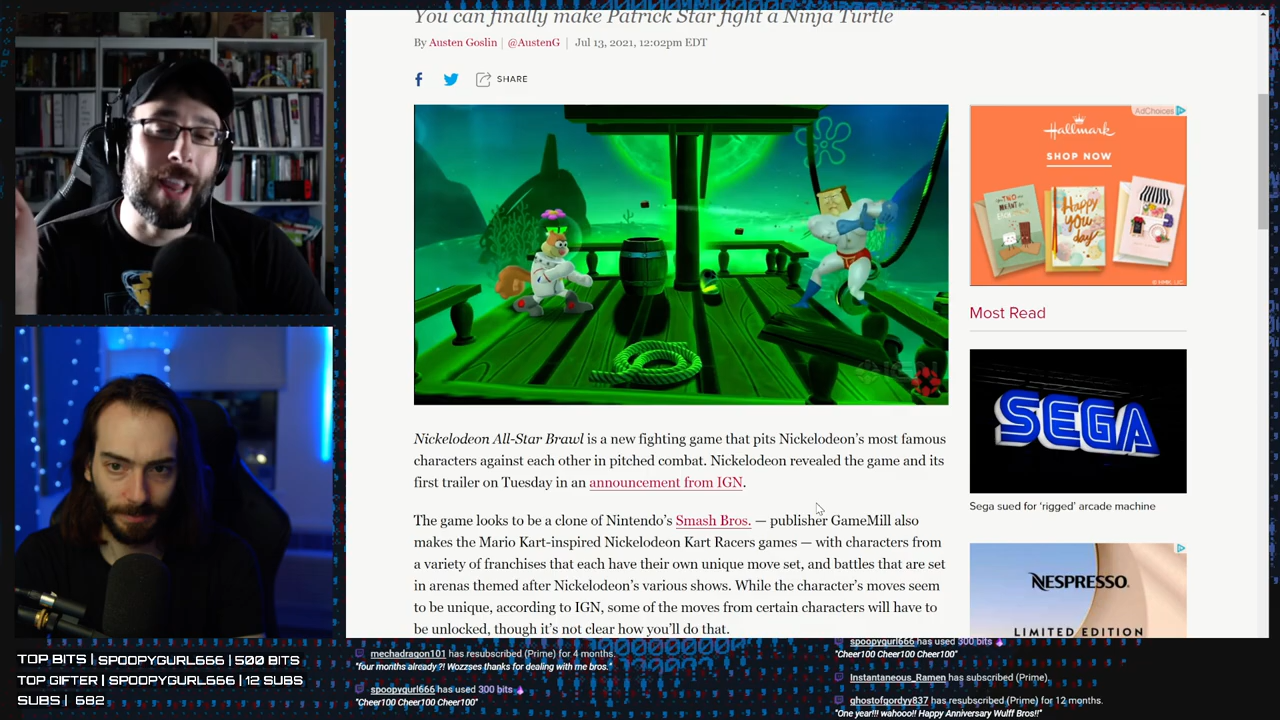 You can finally make Patrick Star fight a Ninja Turtle
By Austen Goslin | @AustenG | Jul 13, 2021, 12:02pm EDT
SHARE
AdChoices
Hallmark
SHOP NOW
Happy
You
day
Most Read
SEGA
Sega sued for ‘rigged’ arcade machine
NESPRESSO.
LIMITED EDITION
IGN
Nickelodeon All-Star Brawl is a new fighting game that pits Nickelodeon’s most famous
characters against each other in pitched combat. Nickelodeon revealed the game and its
first trailer on Tuesday in an announcement from IGN.
The game looks to be a clone of Nintendo’s Smash Bros. — publisher GameMill also
makes the Mario Kart-inspired Nickelodeon Kart Racers games — with characters from
a variety of franchises that each have their own unique move set, and battles that are set
in arenas themed after Nickelodeon’s various shows. While the character’s moves seem
to be unique, according to IGN, some of the moves from certain characters will have to
be unlocked, though it’s not clear how you’ll do that.
TOP BITS | SPOOPYGURL666 | 500 BITS
TOP GIFTER | SPOOPYGURL666 | 12 SUBS
SUBS | 682
mechadragon101 has resubscribed (Prime) for 4 months.
"four months already ?! Wozzses thanks for dealing with me bros."
spoopygurl666 has used 300 bits
"Cheer100 Cheer100 Cheer100"
spoopygurl666 has used 300 bits
"Cheer100 Cheer100 Cheer100"
Instantaneous_Ramen has subscribed (Prime).
ghostofgordyy837 has resubscribed (Prime) for 12 months.
"One year!!! wahooo!! Happy Anniversary Wulff Bros!!"